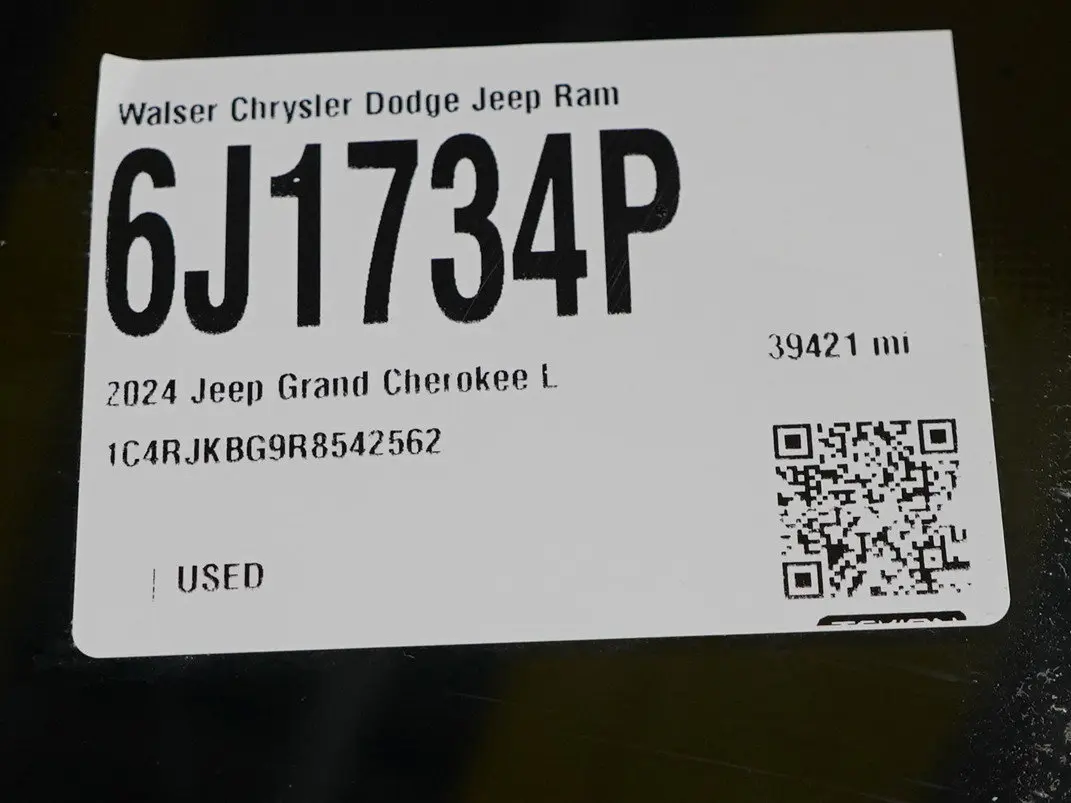 Walser Chrysler Dodge Jeep Ram
6J1734P
39421 mi
2024 Jeep Grand Cherokee L
1C4RJKBG9R8542562
USED